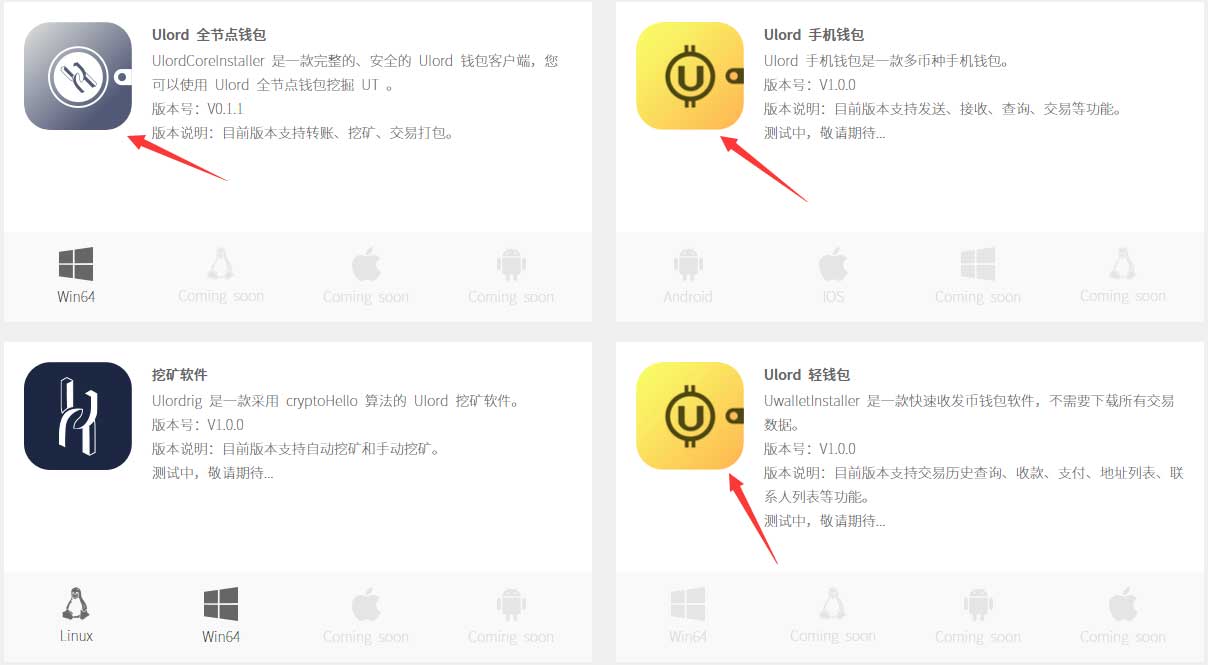 Ulord 全节点钱包
UlordCoreInstaller 是一款完整的、安全的 Ulord 钱包客户端，您
可以使用 Ulord 全节点钱包挖掘 UT 。
版本号：V0.1.1
版本说明：目前版本支持转账、挖矿、交易打包。
Win64
Coming soon
Coming soon
Coming soon
Ulord 手机钱包
Ulord 手机钱包是一款多币种手机钱包。
版本号：V1.0.0
版本说明：目前版本支持发送、接收、查询、交易等功能。
测试中，敬请期待...
Android
IOS
Coming soon
Coming soon
挖矿软件
Ulordrig 是一款采用 cryptoHello 算法的 Ulord 挖矿软件。
版本号：V1.0.0
版本说明：目前版本支持自动挖矿和手动挖矿。
测试中，敬请期待...
Linux
Win64
Coming soon
Coming soon
Ulord 轻钱包
UwalletInstaller 是一款快速收发币钱包软件，不需要下载所有交易
数据。
版本号：V1.0.0
版本说明：目前版本支持交易历史查询、收款、支付、地址列表、联
系人列表等功能。
测试中，敬请期待...
Win64
Coming soon
Coming soon
Coming soon